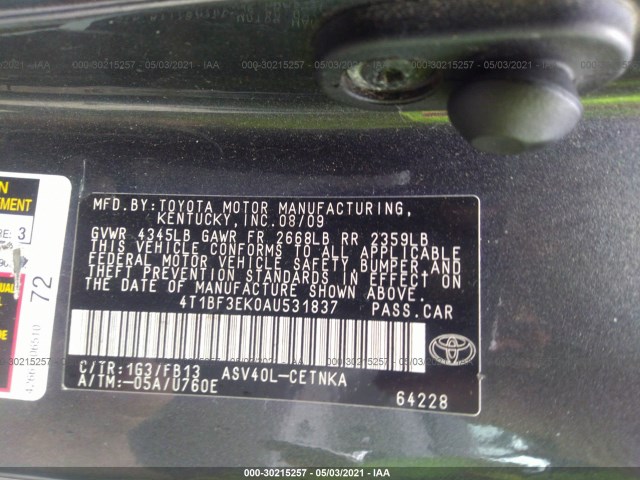 000-30215257 - 05/03/2021 - IAA
MFD. BY: TOYOTA MOTOR MANUFACTURING,
KENTUCKY, INC. 08/09
GVWR 4345LB GAWR FR 2668LB RR 2359LB
THIS VEHICLE CONFORMS TO ALL APPLICABLE
FEDERAL MOTOR VEHICLE SAFETY, BUMPER, AND
THEFT PREVENTION STANDARDS IN EFFECT ON
THE DATE OF MANUFACTURE SHOWN ABOVE.
4T1BF3EK0AU531837 PASS.CAR
C/TR:1G3/FB13 ASV40L-CETNKA
A/TM:-05A/U760E
64228
TOYOTA
72
3
000-30215257 - 05/03/2021 - IAA